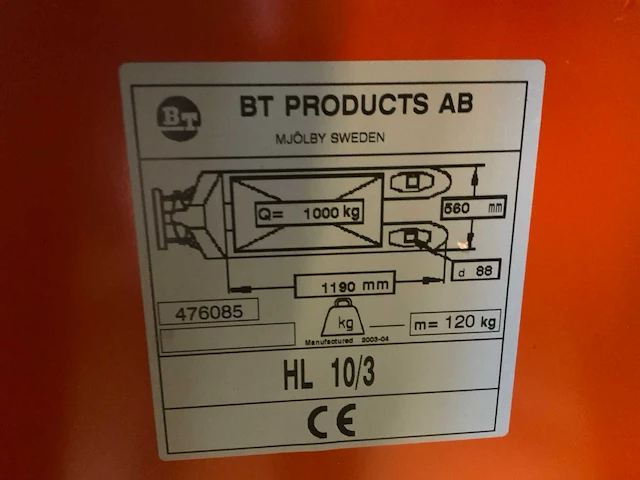 BT
BT PRODUCTS AB
MJÖLBY SWEDEN
Q= 1000 kg
560 mm
d 88
1190 mm
476085
kg
m= 120 kg
Manufactured 2003-04
HL 10/3
CE